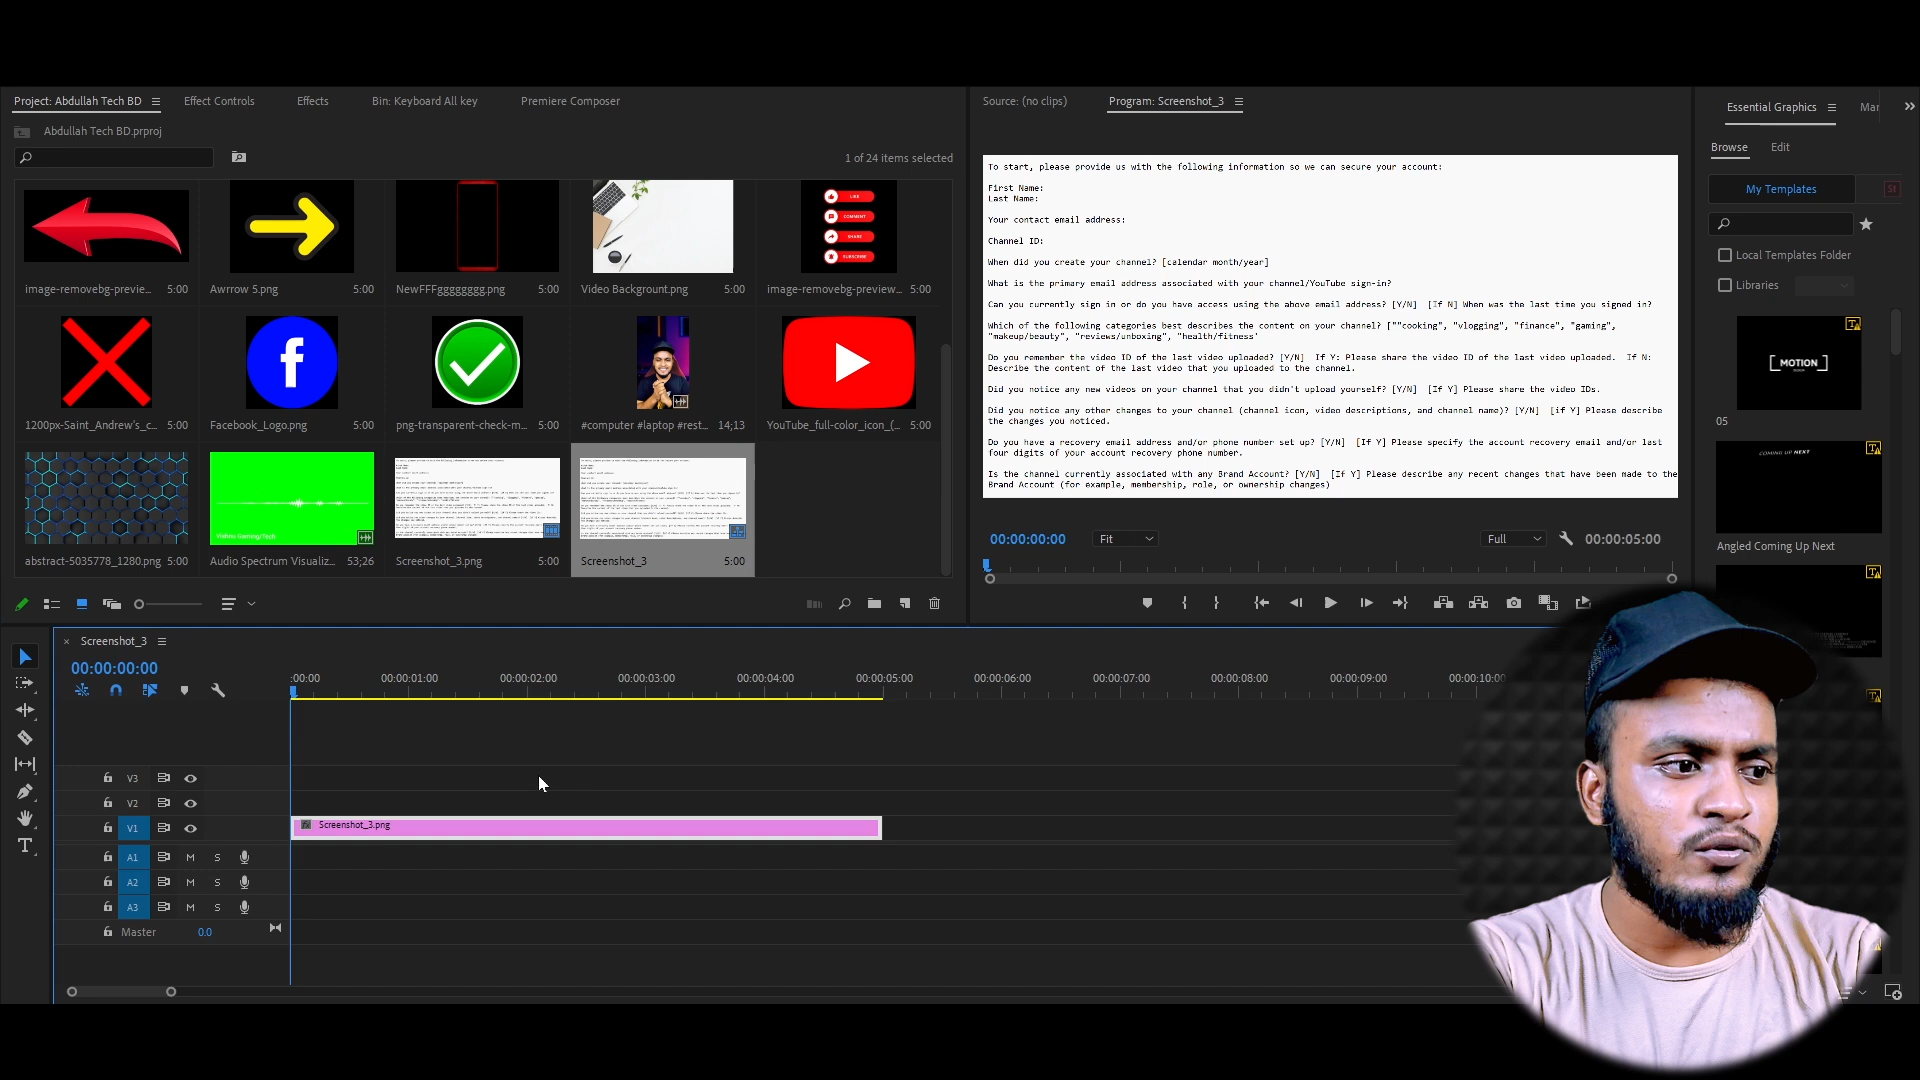 Project: Abdullah Tech BD
Effect Controls
Effects
Bin: Keyboard All key
Premiere Composer
Source: (no clips)
Program: Screenshot_3
Essential Graphics
Mar
Abdullah Tech BD.prproj
1 of 24 items selected
Browse
Edit
My Templates
St
Local Templates Folder
Libraries
LIKE
COMMENT
SHARE
SUBSCRIBE
image-removebg-previe... 5:00
Awrrow 5.png 5:00
NewFFFgggggggg.png 5:00
Video Backgrount.png 5:00
image-removebg-preview... 5:00
1200px-Saint_Andrew's_c... 5:00
Facebook_Logo.png 5:00
png-transparent-check-m... 5:00
#computer #laptop #rest... 14;13
YouTube_full-color_icon_(... 5:00
abstract-5035778_1280.png 5:00
Audio Spectrum Visualiz... 53;26
Screenshot_3.png 5:00
Screenshot_3 5:00
To start, please provide us with the following information so we can secure your account:
First Name:
Last Name:
Your contact email address:
Channel ID:
When did you create your channel? [calendar month/year]
What is the primary email address associated with your channel/YouTube sign-in?
Can you currently sign in or do you have access using the above email address? [Y/N]  [If N] When was the last time you signed in?
Which of the following categories best describes the content on your channel? [""cooking", "vlogging", "finance", "gaming",
"makeup/beauty", "reviews/unboxing", "health/fitness'
Do you remember the video ID of the last video uploaded? [Y/N]  If Y: Please share the video ID of the last video uploaded.  If N:
Describe the content of the last video that you uploaded to the channel.
Did you notice any new videos on your channel that you didn't upload yourself? [Y/N]  [If Y] Please share the video IDs.
Did you notice any other changes to your channel (channel icon, video descriptions, and channel name)? [Y/N]  [if Y] Please describe
the changes you noticed.
Do you have a recovery email address and/or phone number set up? [Y/N]  [If Y] Please specify the account recovery email and/or last
four digits of your account recovery phone number.
Is the channel currently associated with any Brand Account? [Y/N]  [If Y] Please describe any recent changes that have been made to the
Brand Account (for example, membership, role, or ownership changes)
00:00:00:00
Fit
Full
00:00:05:00
MOTION
05
COMING UP NEXT
Angled Coming Up Next
Screenshot_3
00:00:00:00
:00:00
00:00:01:00
00:00:02:00
00:00:03:00
00:00:04:00
00:00:05:00
00:00:06:00
00:00:07:00
00:00:08:00
00:00:09:00
00:00:10:00
V3
V2
V1
Screenshot_3.png
A1 M S
A2 M S
A3 M S
Master 0.0